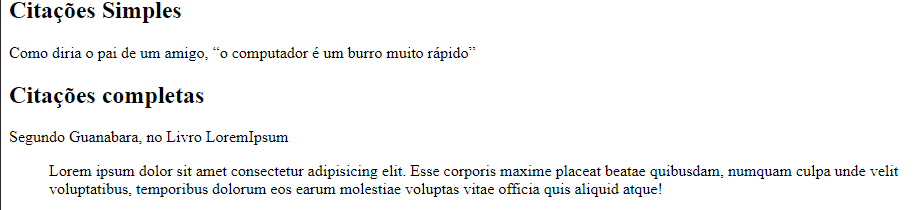 Citações Simples
Como diria o pai de um amigo, “o computador é um burro muito rápido”
Citações completas
Segundo Guanabara, no Livro LoremIpsum
Lorem ipsum dolor sit amet consectetur adipisicing elit. Esse corporis maxime placeat beatae quibusdam, numquam culpa unde velit
voluptatibus, temporibus dolorum eos earum molestiae voluptas vitae officia quis aliquid atque!